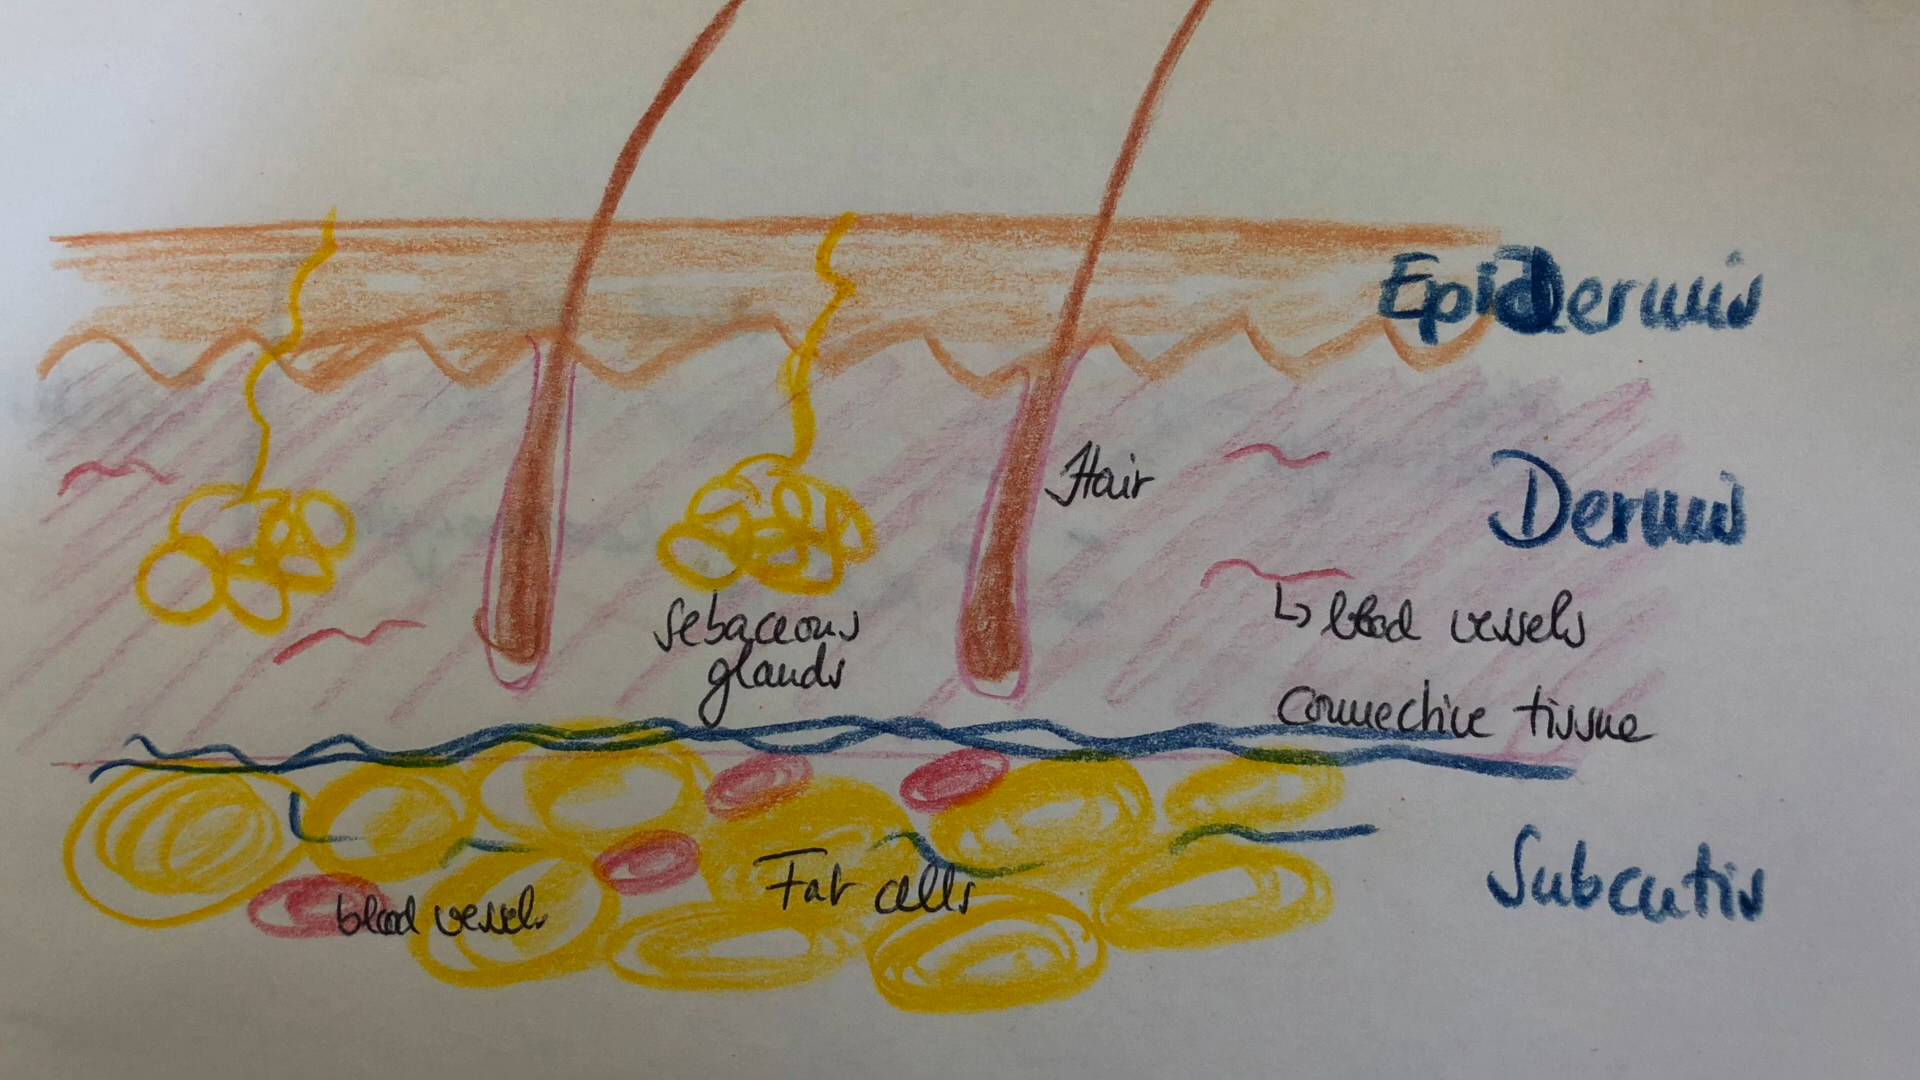 Epidermis
Hair
Dermis
sebaceous
glands
↳ blood vessels
connective tissue
Fat cells
blood vessels
Subcutis